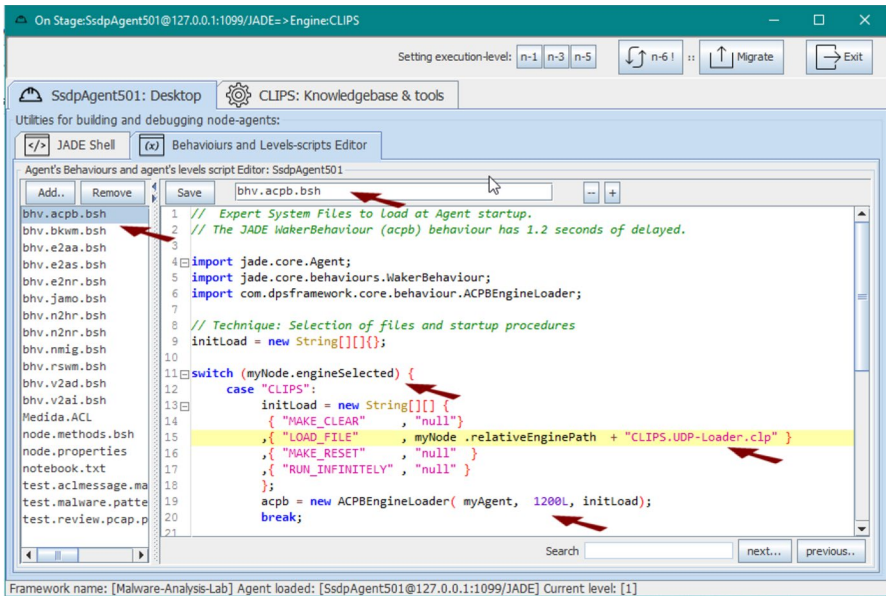 On Stage:SsdpAgent501@127.0.0.1:1099/JADE=>Engine:CLIPS
Setting execution-level: n-1 n-3 n-5 n-6 ! :: Migrate Exit
SsdpAgent501: Desktop CLIPS: Knowledgebase & tools
Utilities for building and debugging node-agents:
</> JADE Shell (x) Behavioiurs and Levels-scripts Editor
Agent's Behaviours and agent's levels script Editor: SsdpAgent501
Add.. Remove Save bhv.acpb.bsh -- +
bhv.acpb.bsh
bhv.bkwm.bsh
bhv.e2aa.bsh
bhv.e2as.bsh
bhv.e2nr.bsh
bhv.jamo.bsh
bhv.n2hr.bsh
bhv.n2nr.bsh
bhv.nmig.bsh
bhv.rswm.bsh
bhv.v2ad.bsh
bhv.v2ai.bsh
Medida.ACL
node.methods.bsh
node.properties
notebook.txt
test.aclmessage.ma
test.malware.patte
test.review.pcap.p
1 // Expert System Files to load at Agent startup.
2 // The JADE WakerBehaviour (acpb) behaviour has 1.2 seconds of delayed.
3
4 import jade.core.Agent;
5 import jade.core.behaviours.WakerBehaviour;
6 import com.dpsframework.core.behaviour.ACPBEngineLoader;
7
8 // Technique: Selection of files and startup procedures
9 initLoad = new String[][]{};
10
11 switch (myNode.engineSelected) {
12 case "CLIPS":
13 initLoad = new String[][] {
14 { "MAKE_CLEAR" , "null"}
15 ,{ "LOAD_FILE" , myNode .relativeEnginePath + "CLIPS.UDP-Loader.clp" }
16 ,{ "MAKE_RESET" , "null" }
17 ,{ "RUN_INFINITELY" , "null" }
18 };
19 acpb = new ACPBEngineLoader( myAgent, 1200L, initLoad);
20 break;
21
Search next... previous..
Framework name: [Malware-Analysis-Lab] Agent loaded: [SsdpAgent501@127.0.0.1:1099/JADE] Current level: [1]